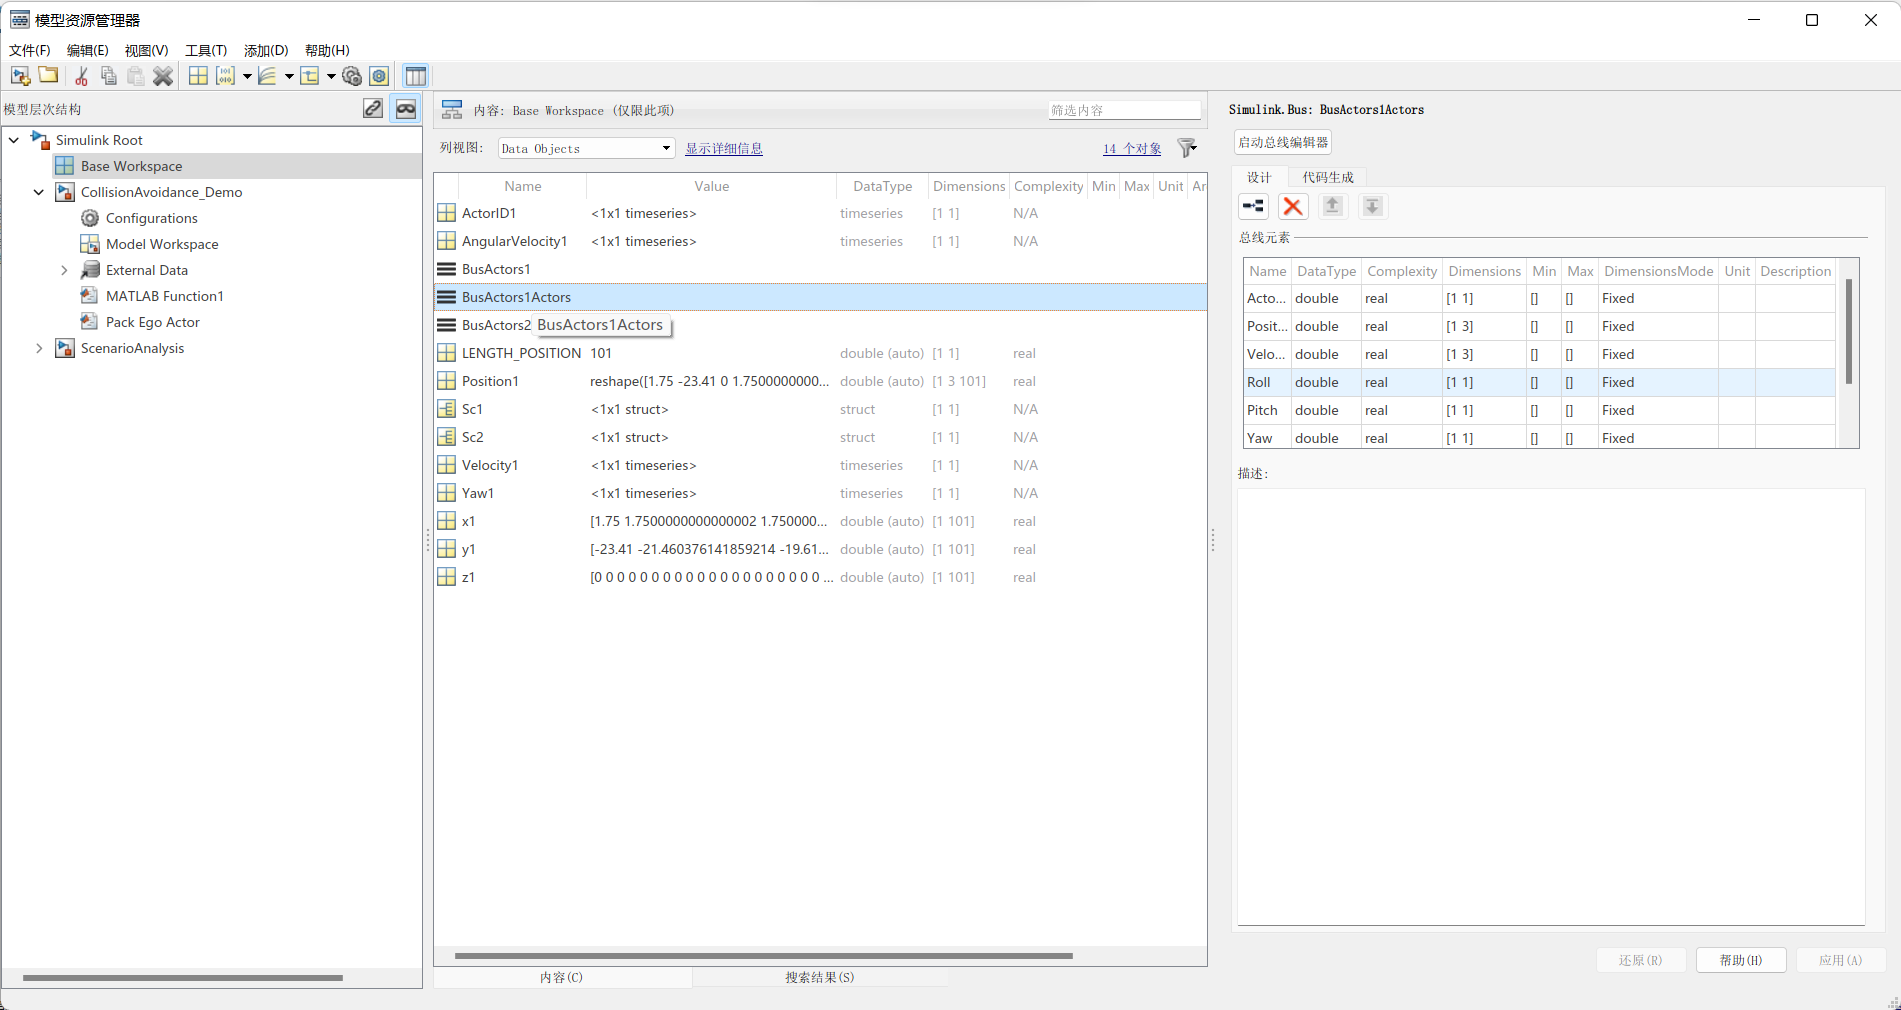 模型资源管理器
文件(F) 编辑(E) 视图(V) 工具(T) 添加(D) 帮助(H)
模型层次结构
Simulink Root
Base Workspace
CollisionAvoidance_Demo
Configurations
Model Workspace
External Data
MATLAB Function1
Pack Ego Actor
ScenarioAnalysis
内容: Base Workspace (仅限此项) 筛选内容
列视图: Data Objects 显示详细信息 14 个对象
Name Value DataType Dimensions Complexity Min Max Unit Ar
ActorID1 <1x1 timeseries> timeseries [1 1] N/A
AngularVelocity1 <1x1 timeseries> timeseries [1 1] N/A
BusActors1
BusActors1Actors
BusActors2 BusActors1Actors
LENGTH_POSITION 101 double (auto) [1 1] real
Position1 reshape([1.75 -23.41 0 1.7500000000... double (auto) [1 3 101] real
Sc1 <1x1 struct> struct [1 1] N/A
Sc2 <1x1 struct> struct [1 1] N/A
Velocity1 <1x1 timeseries> timeseries [1 1] N/A
Yaw1 <1x1 timeseries> timeseries [1 1] N/A
x1 [1.75 1.7500000000000002 1.750000... double (auto) [1 101] real
y1 [-23.41 -21.460376141859214 -19.61... double (auto) [1 101] real
z1 [0 0 0 0 0 0 0 0 0 0 0 0 0 0 0 0 0 0 0 0 ... double (auto) [1 101] real
内容(C) 搜索结果(S)
Simulink.Bus: BusActors1Actors
启动总线编辑器
设计 代码生成
总线元素
Name DataType Complexity Dimensions Min Max DimensionsMode Unit Description
Acto... double real [1 1] [] [] Fixed
Posit... double real [1 3] [] [] Fixed
Velo... double real [1 3] [] [] Fixed
Roll double real [1 1] [] [] Fixed
Pitch double real [1 1] [] [] Fixed
Yaw double real [1 1] [] [] Fixed
描述:
还原(R) 帮助(H) 应用(A)